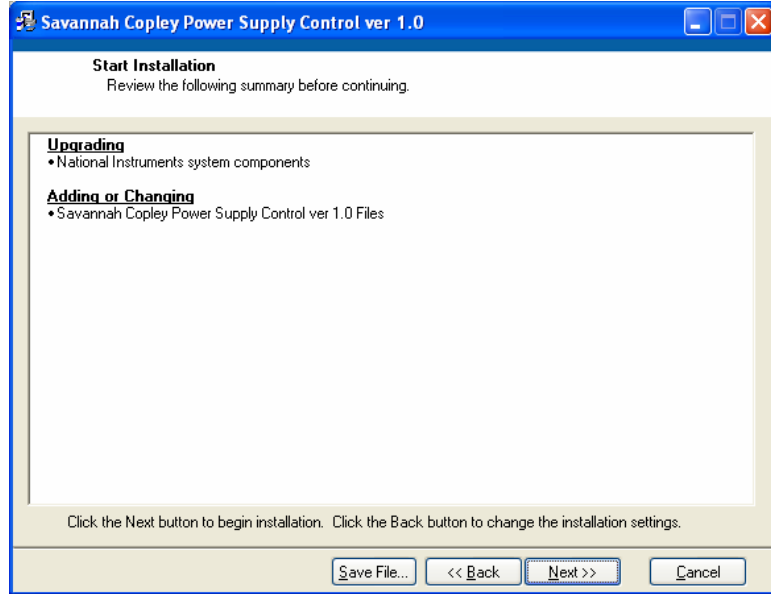 Savannah Copley Power Supply Control ver 1.0
Start Installation
Review the following summary before continuing.
Upgrading
• National Instruments system components
Adding or Changing
• Savannah Copley Power Supply Control ver 1.0 Files
Click the Next button to begin installation. Click the Back button to change the installation settings.
Save File... << Back Next >> Cancel